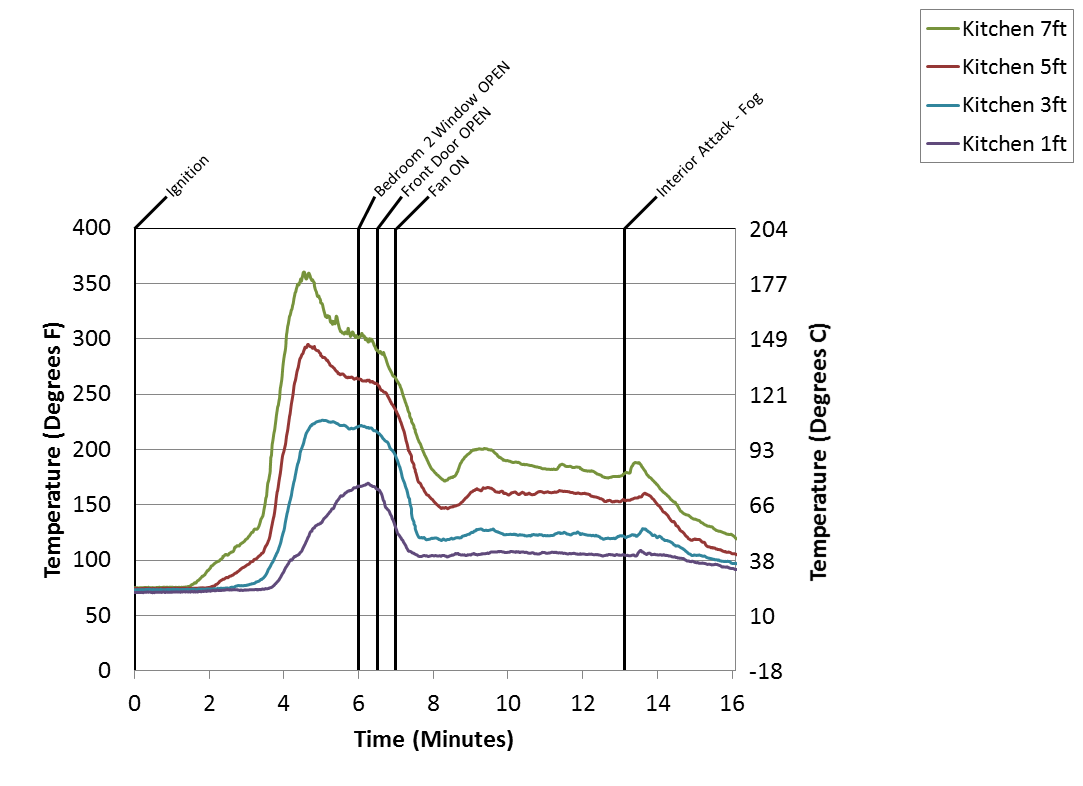 Kitchen 7ft
Kitchen 5ft
Kitchen 3ft
Kitchen 1ft
Ignition
Bedroom 2 Window OPEN
Front Door OPEN
Fan ON
Interior Attack - Fog
Temperature (Degrees F)
400
350
300
250
200
150
100
50
0
204
177
149
121
93
66
38
10
-18
Temperature (Degrees C)
0 2 4 6 8 10 12 14 16
Time (Minutes)